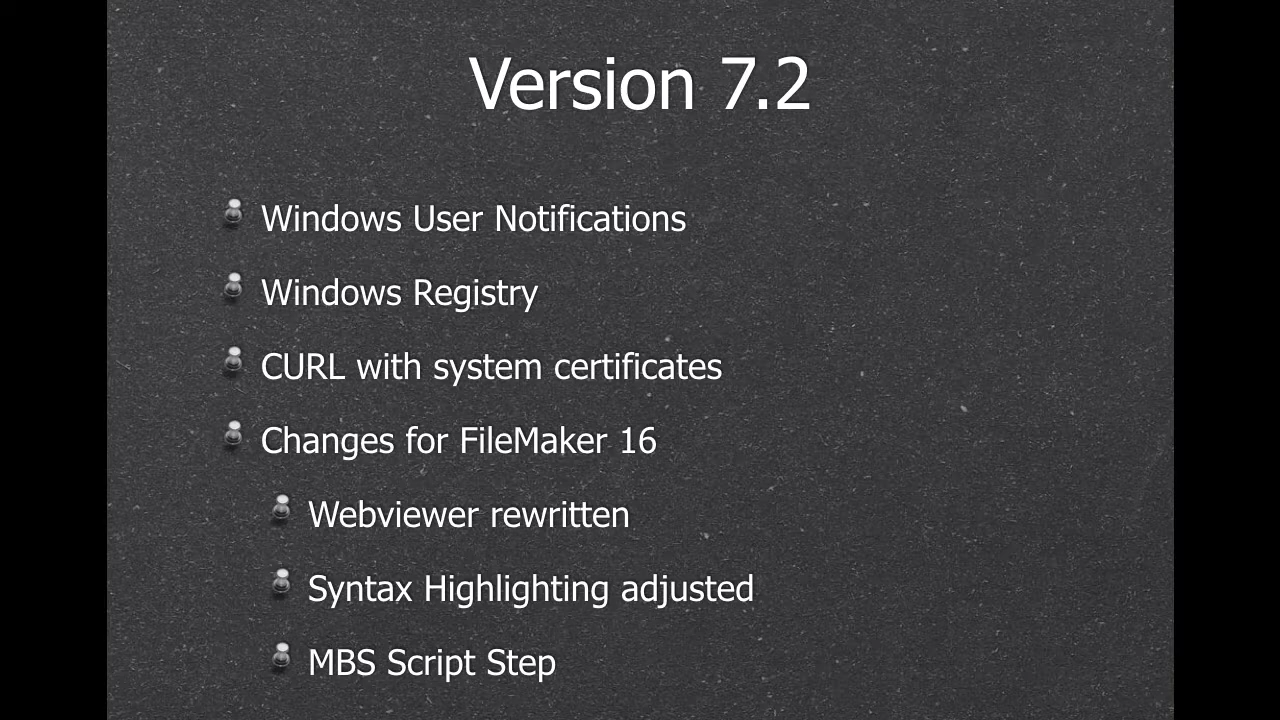 Version 7.2
Windows User Notifications
Windows Registry
CURL with system certificates
Changes for FileMaker 16
Webviewer rewritten
Syntax Highlighting adjusted
MBS Script Step